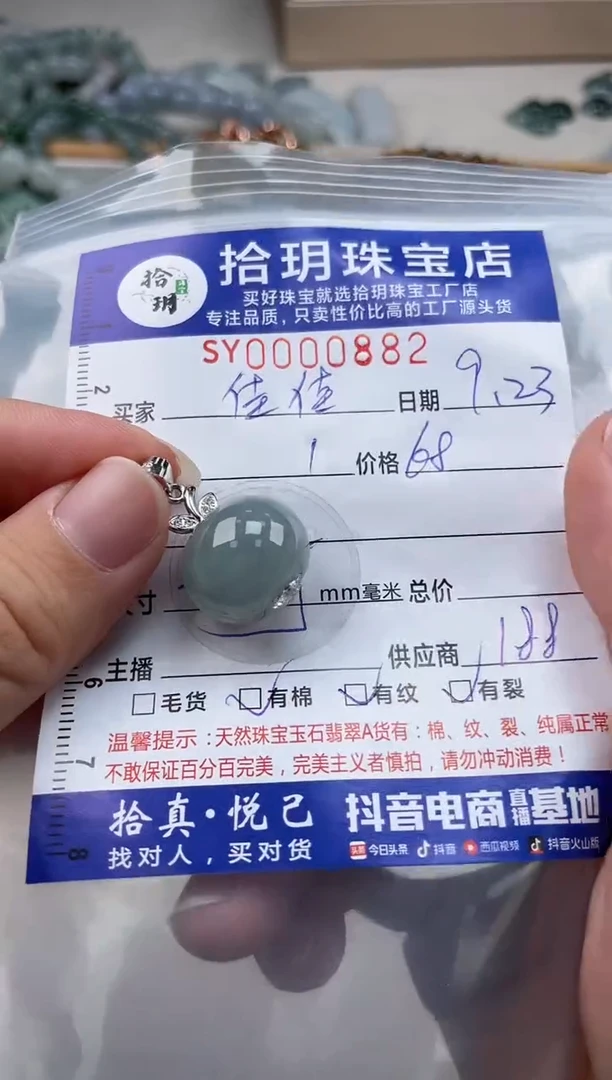 拾玥
拾玥珠宝店
买好珠宝就选拾玥珠宝工厂店
专注品质，只卖性价比高的工厂源头货
SY0000882
买家 佳佳 日期 9.23
1 价格 68
寸 mm毫米 总价
主播 供应商 188
毛货 有棉 有纹 有裂
温馨提示：天然珠宝玉石翡翠A货有：棉、纹、裂、纯属正常
不敢保证百分百完美，完美主义者慎拍，请勿冲动消费！
拾真·悦己 抖音电商直播基地
找对人，买对货 头条 今日头条 抖音 西瓜视频 抖音火山版
2
6
7
8